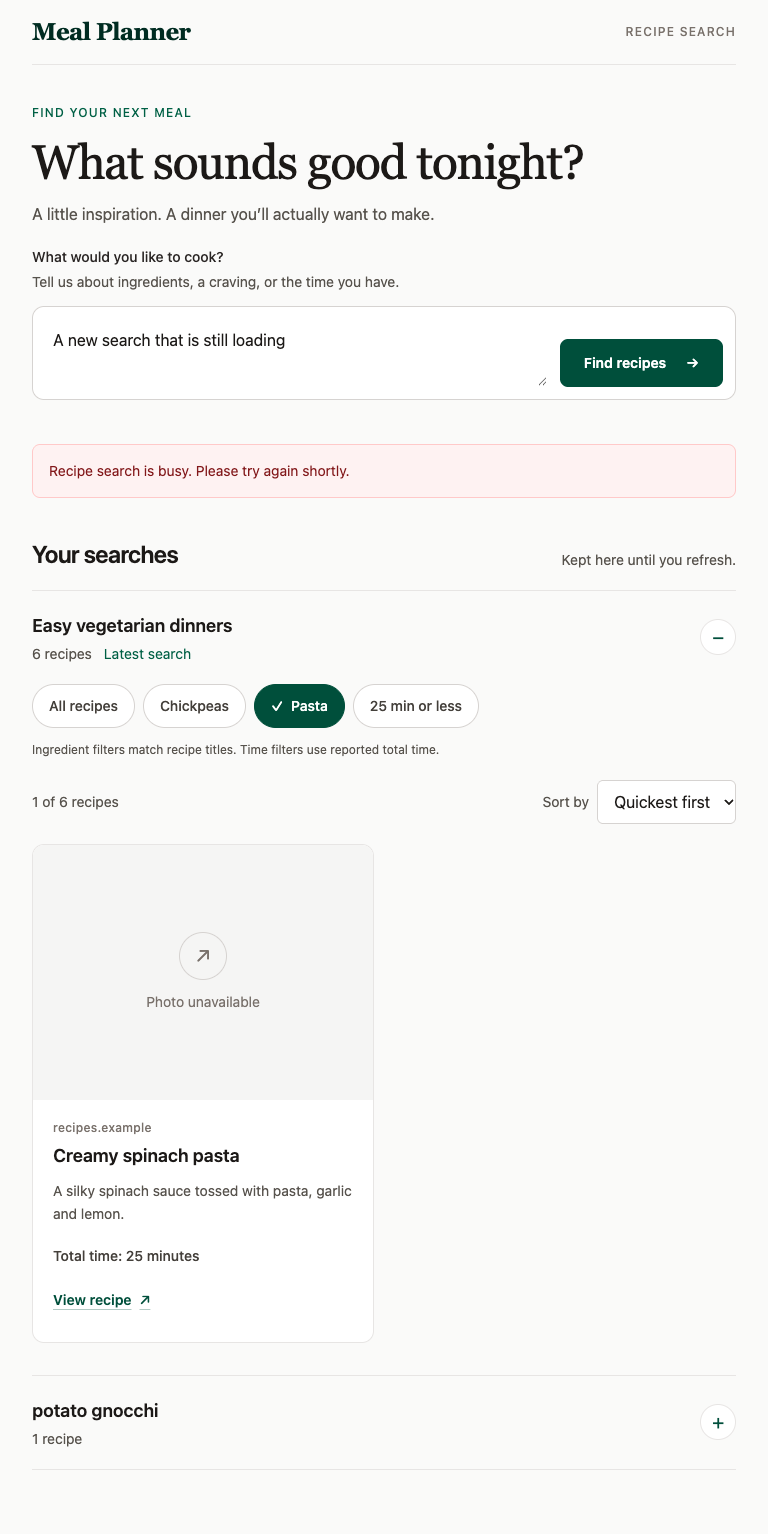 Meal Planner
RECIPE SEARCH
FIND YOUR NEXT MEAL
What sounds good tonight?
A little inspiration. A dinner you’ll actually want to make.
What would you like to cook?
Tell us about ingredients, a craving, or the time you have.
A new search that is still loading
Find recipes →
Recipe search is busy. Please try again shortly.
Your searches
Kept here until you refresh.
Easy vegetarian dinners
−
6 recipes Latest search
All recipes
Chickpeas
✓ Pasta
25 min or less
Ingredient filters match recipe titles. Time filters use reported total time.
1 of 6 recipes
Sort by
Quickest first
↗
Photo unavailable
recipes.example
Creamy spinach pasta
A silky spinach sauce tossed with pasta, garlic
and lemon.
Total time: 25 minutes
View recipe ↗
potato gnocchi
+
1 recipe